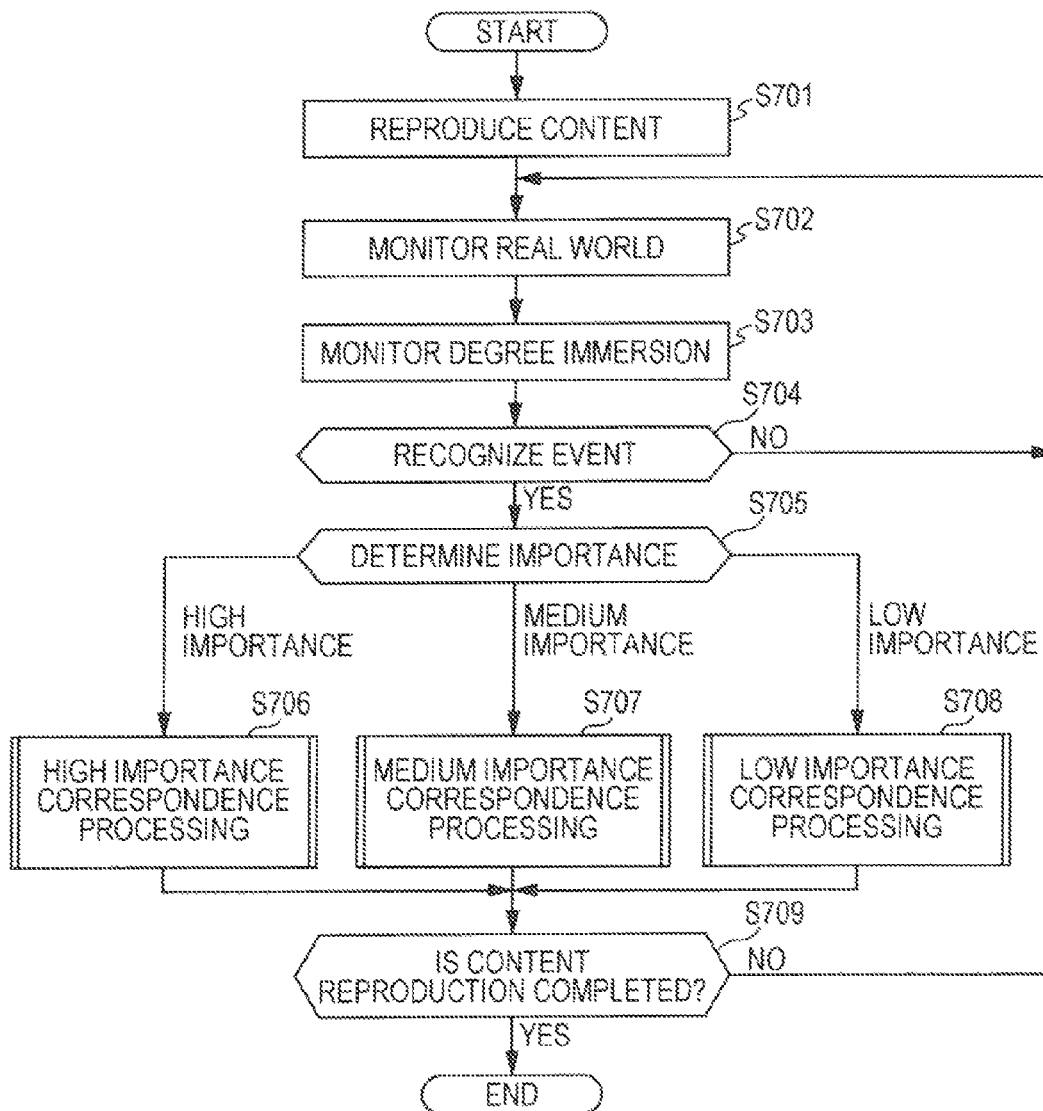 START
S701
REPRODUCE CONTENT
S702
MONITOR REAL WORLD
S703
MONITOR DEGREE IMMERSION
S704
RECOGNIZE EVENT
NO
YES
S705
DETERMINE IMPORTANCE
HIGH
IMPORTANCE
MEDIUM
IMPORTANCE
LOW
IMPORTANCE
S706
HIGH IMPORTANCE
CORRESPONDENCE
PROCESSING
S707
MEDIUM IMPORTANCE
CORRESPONDENCE
PROCESSING
S708
LOW IMPORTANCE
CORRESPONDENCE
PROCESSING
S709
IS CONTENT
REPRODUCTION COMPLETED?
NO
YES
END